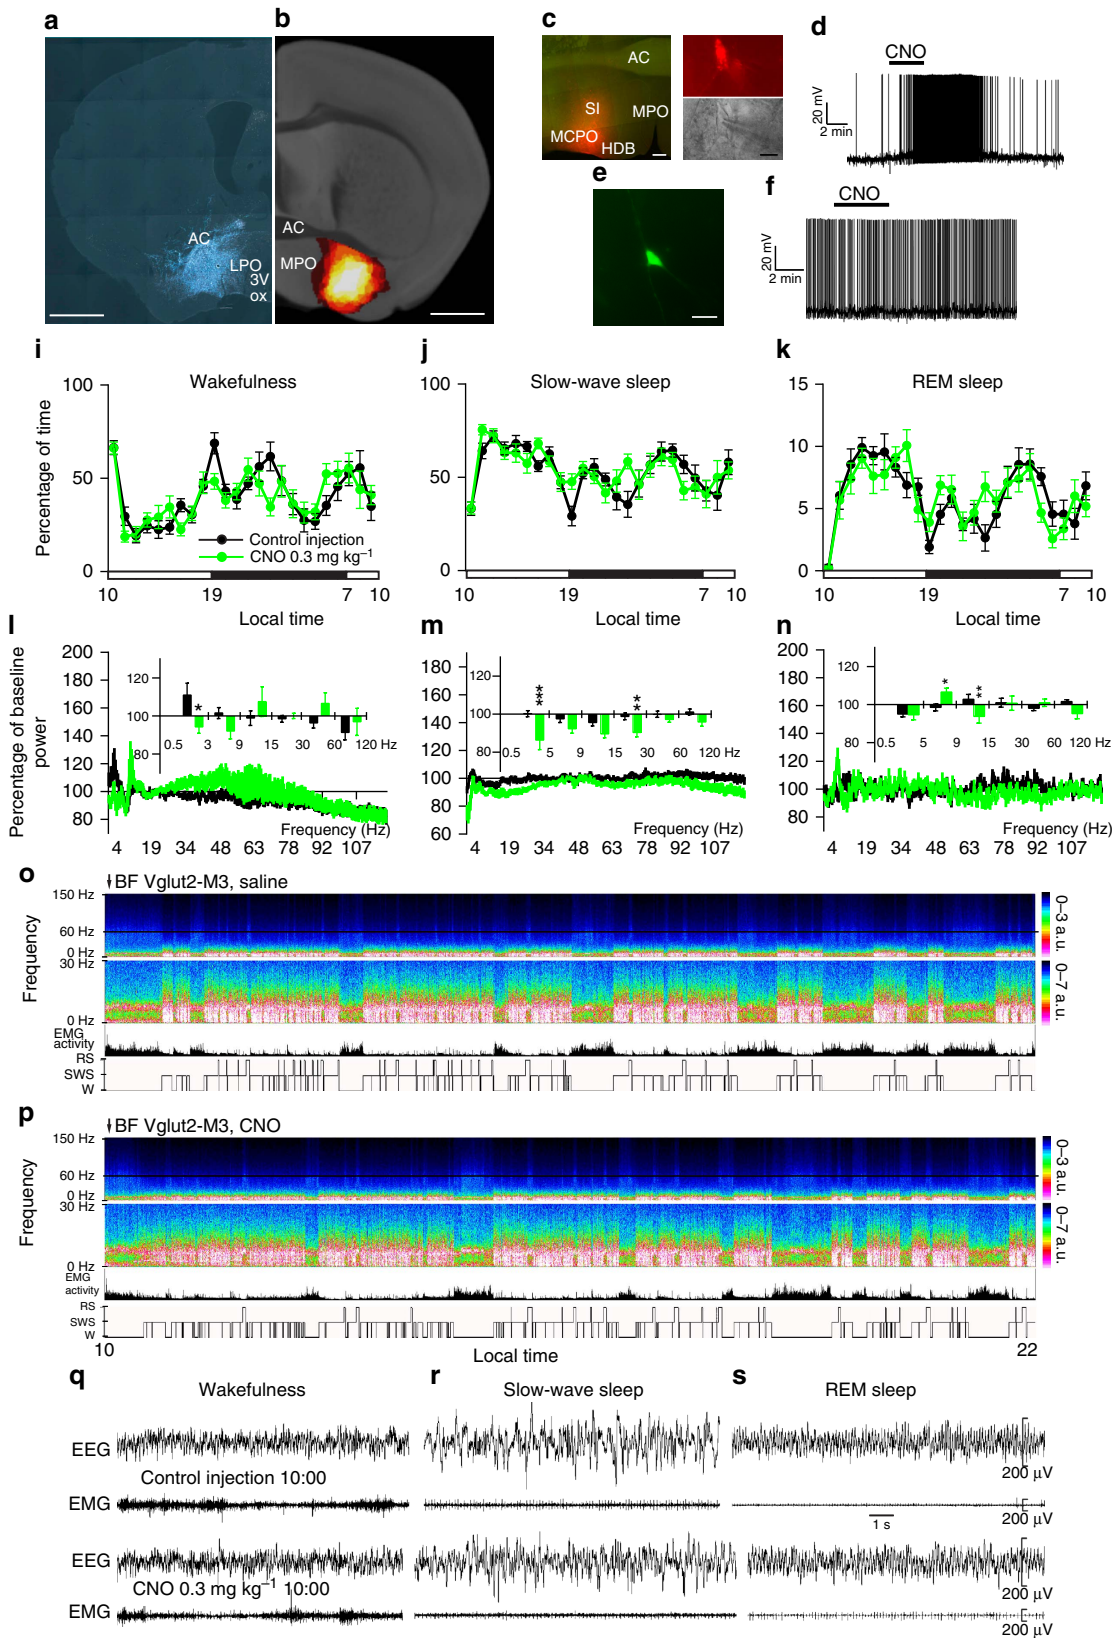 a
b
c
d
AC
SI
MPO
MCPO
HDB
CNO
20 mV
2 min
e
f
CNO
20 mV
2 min
AC
LPO
3V
ox
AC
MPO
i
j
k
Wakefulness
Slow-wave sleep
REM sleep
Percentage of time
100
50
0
100
50
0
15
10
5
0
Control injection
CNO 0.3 mg kg⁻¹
10 19 7 10
10 19 7 10
10 19 7 10
Local time
Local time
Local time
l
m
n
Percentage of baseline power
200
180
160
140
120
100
80
120
100
80
*
0.5 3 9 15 30 60 120 Hz
Frequency (Hz)
4 19 34 48 63 78 92 107
180
160
140
120
100
80
60
120
100
80
***
**
0.5 5 9 15 30 60 120 Hz
Frequency (Hz)
4 19 34 48 63 78 92 107
200
180
160
140
120
100
80
120
100
80
*
**
0.5 5 9 15 30 60 120 Hz
Frequency (Hz)
4 19 34 48 63 78 92 107
o
BF Vglut2-M3, saline
Frequency
150 Hz
60 Hz
0 Hz
30 Hz
0 Hz
0–3 a.u.
0–7 a.u.
EMG
activity
RS
SWS
W
p
BF Vglut2-M3, CNO
Frequency
150 Hz
60 Hz
0 Hz
30 Hz
0 Hz
0–3 a.u.
0–7 a.u.
EMG
activity
RS
SWS
W
10 22
Local time
q
r
s
Wakefulness
Slow-wave sleep
REM sleep
EEG
200 µV
Control injection 10:00
EMG
200 µV
1 s
EEG
200 µV
CNO 0.3 mg kg⁻¹ 10:00
EMG
200 µV